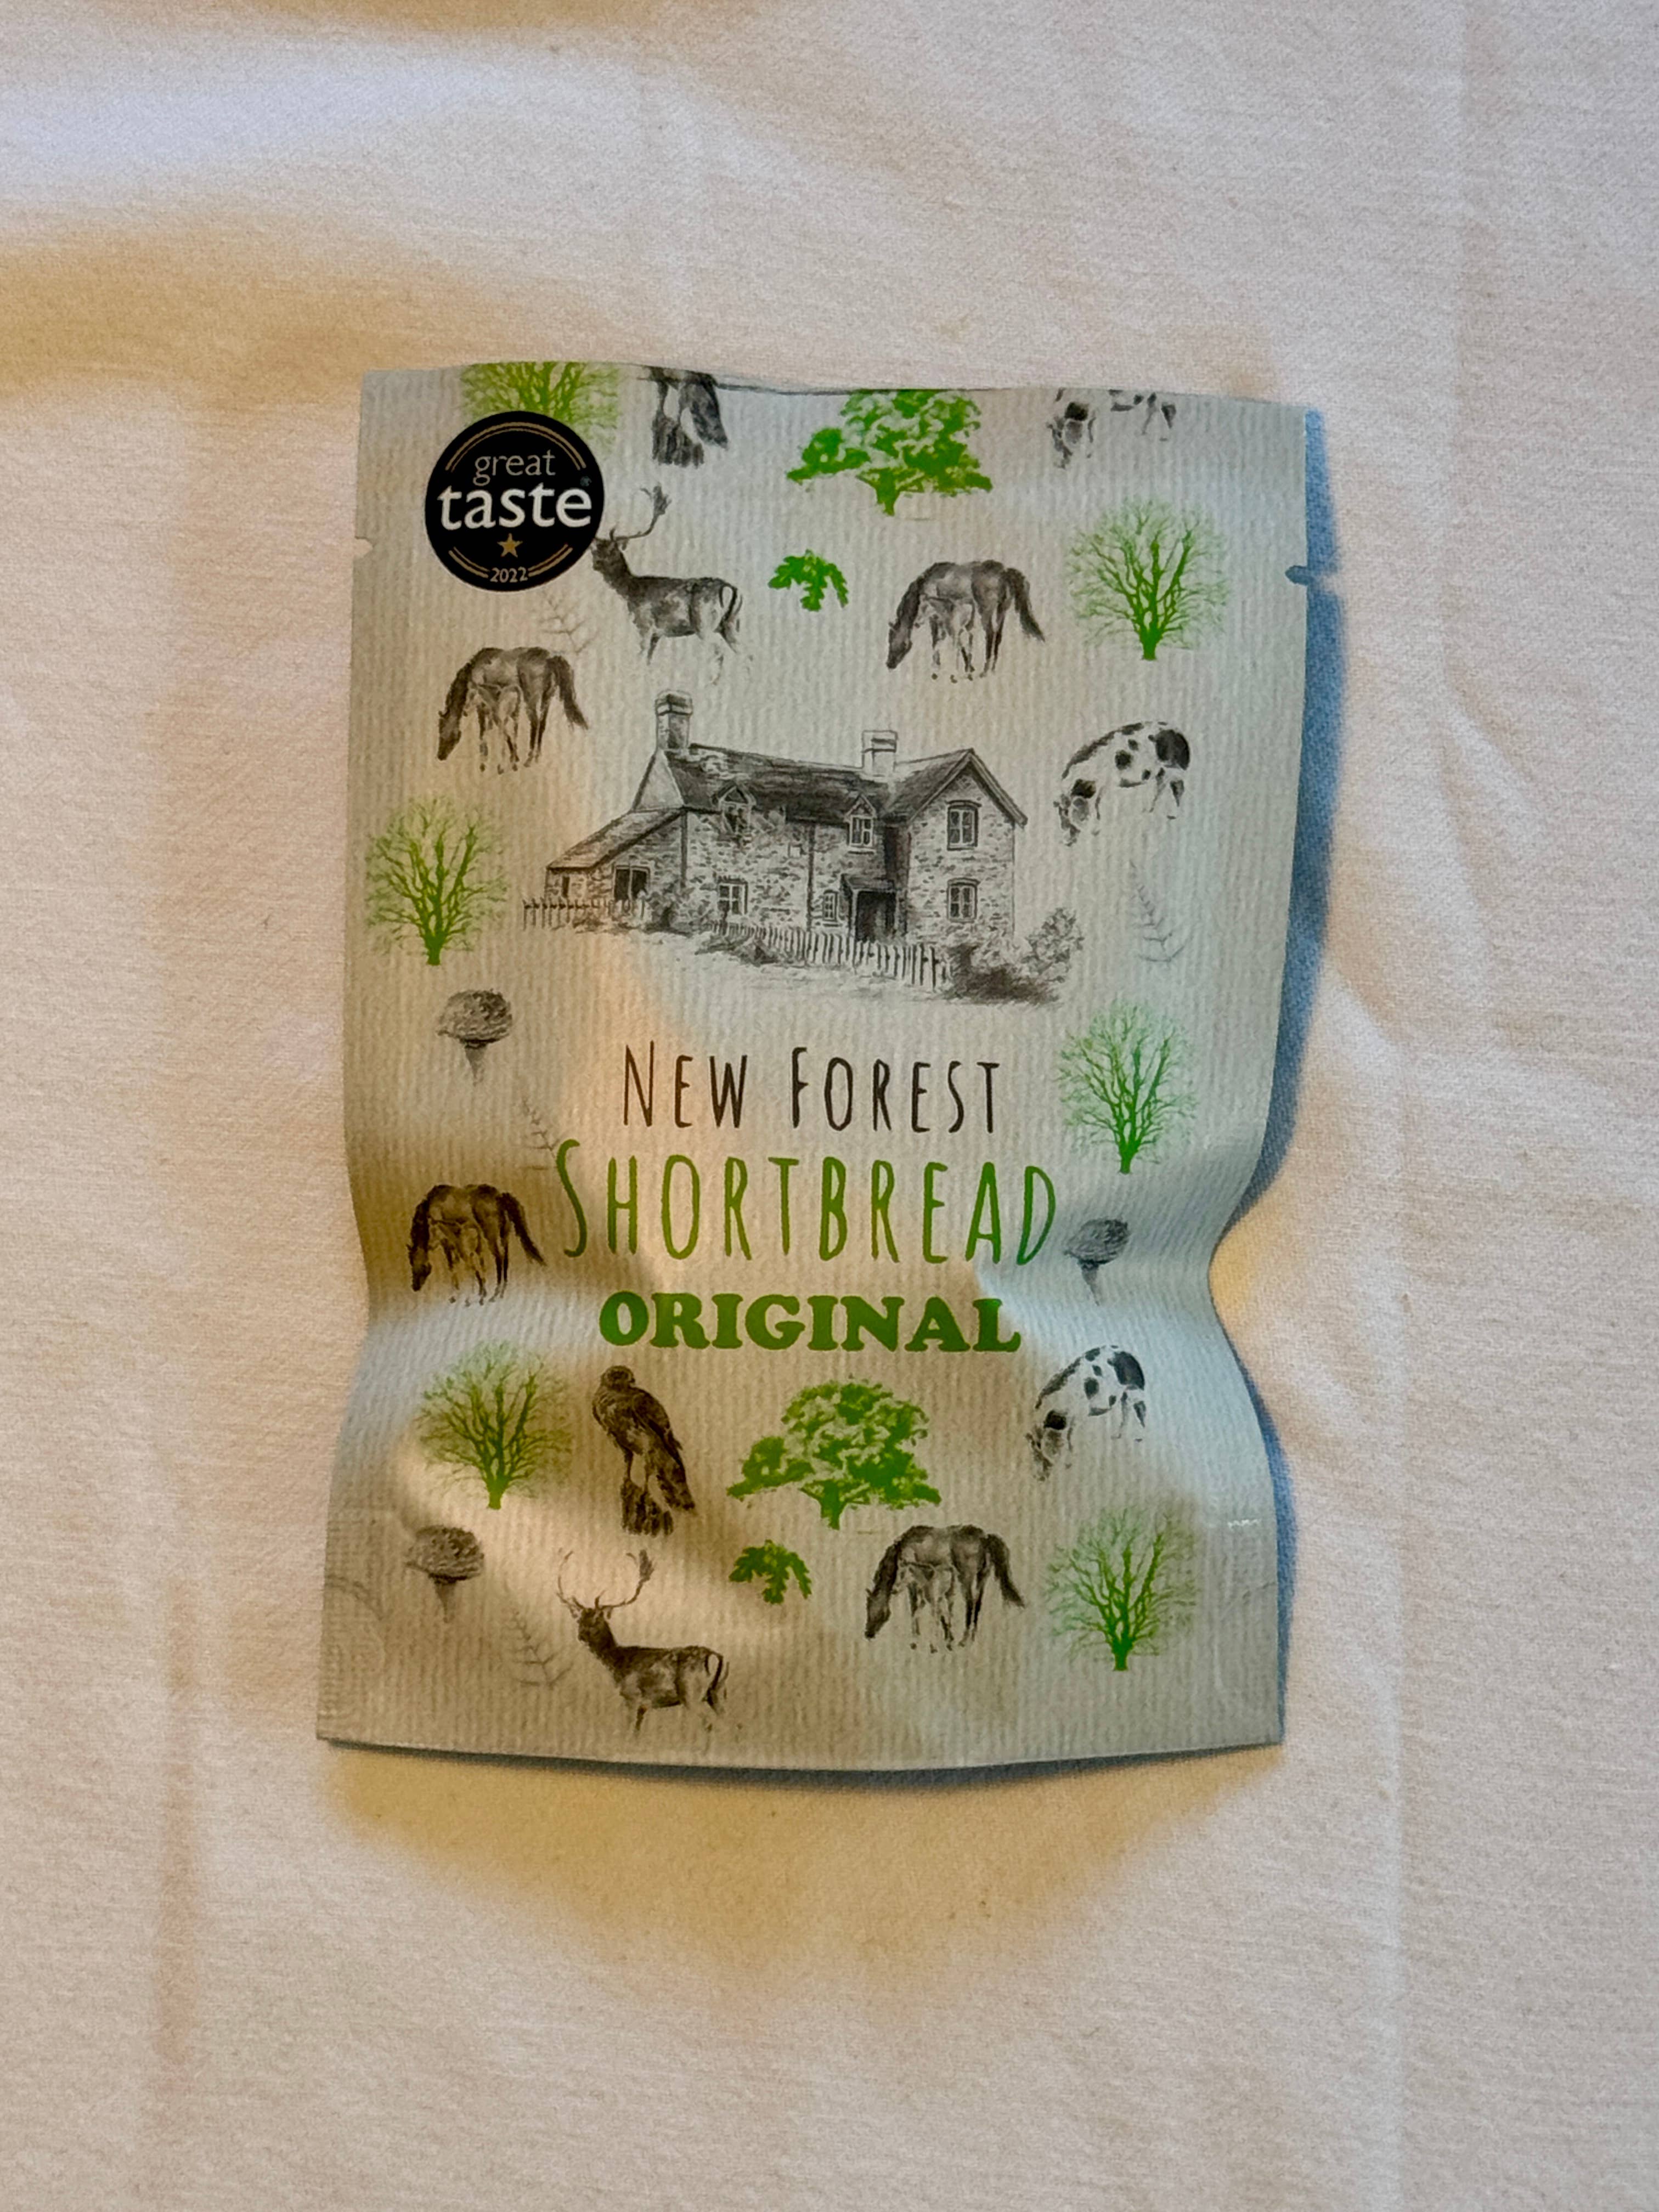 great
taste
2022
NEW FOREST
SHORTBREAD
ORIGINAL